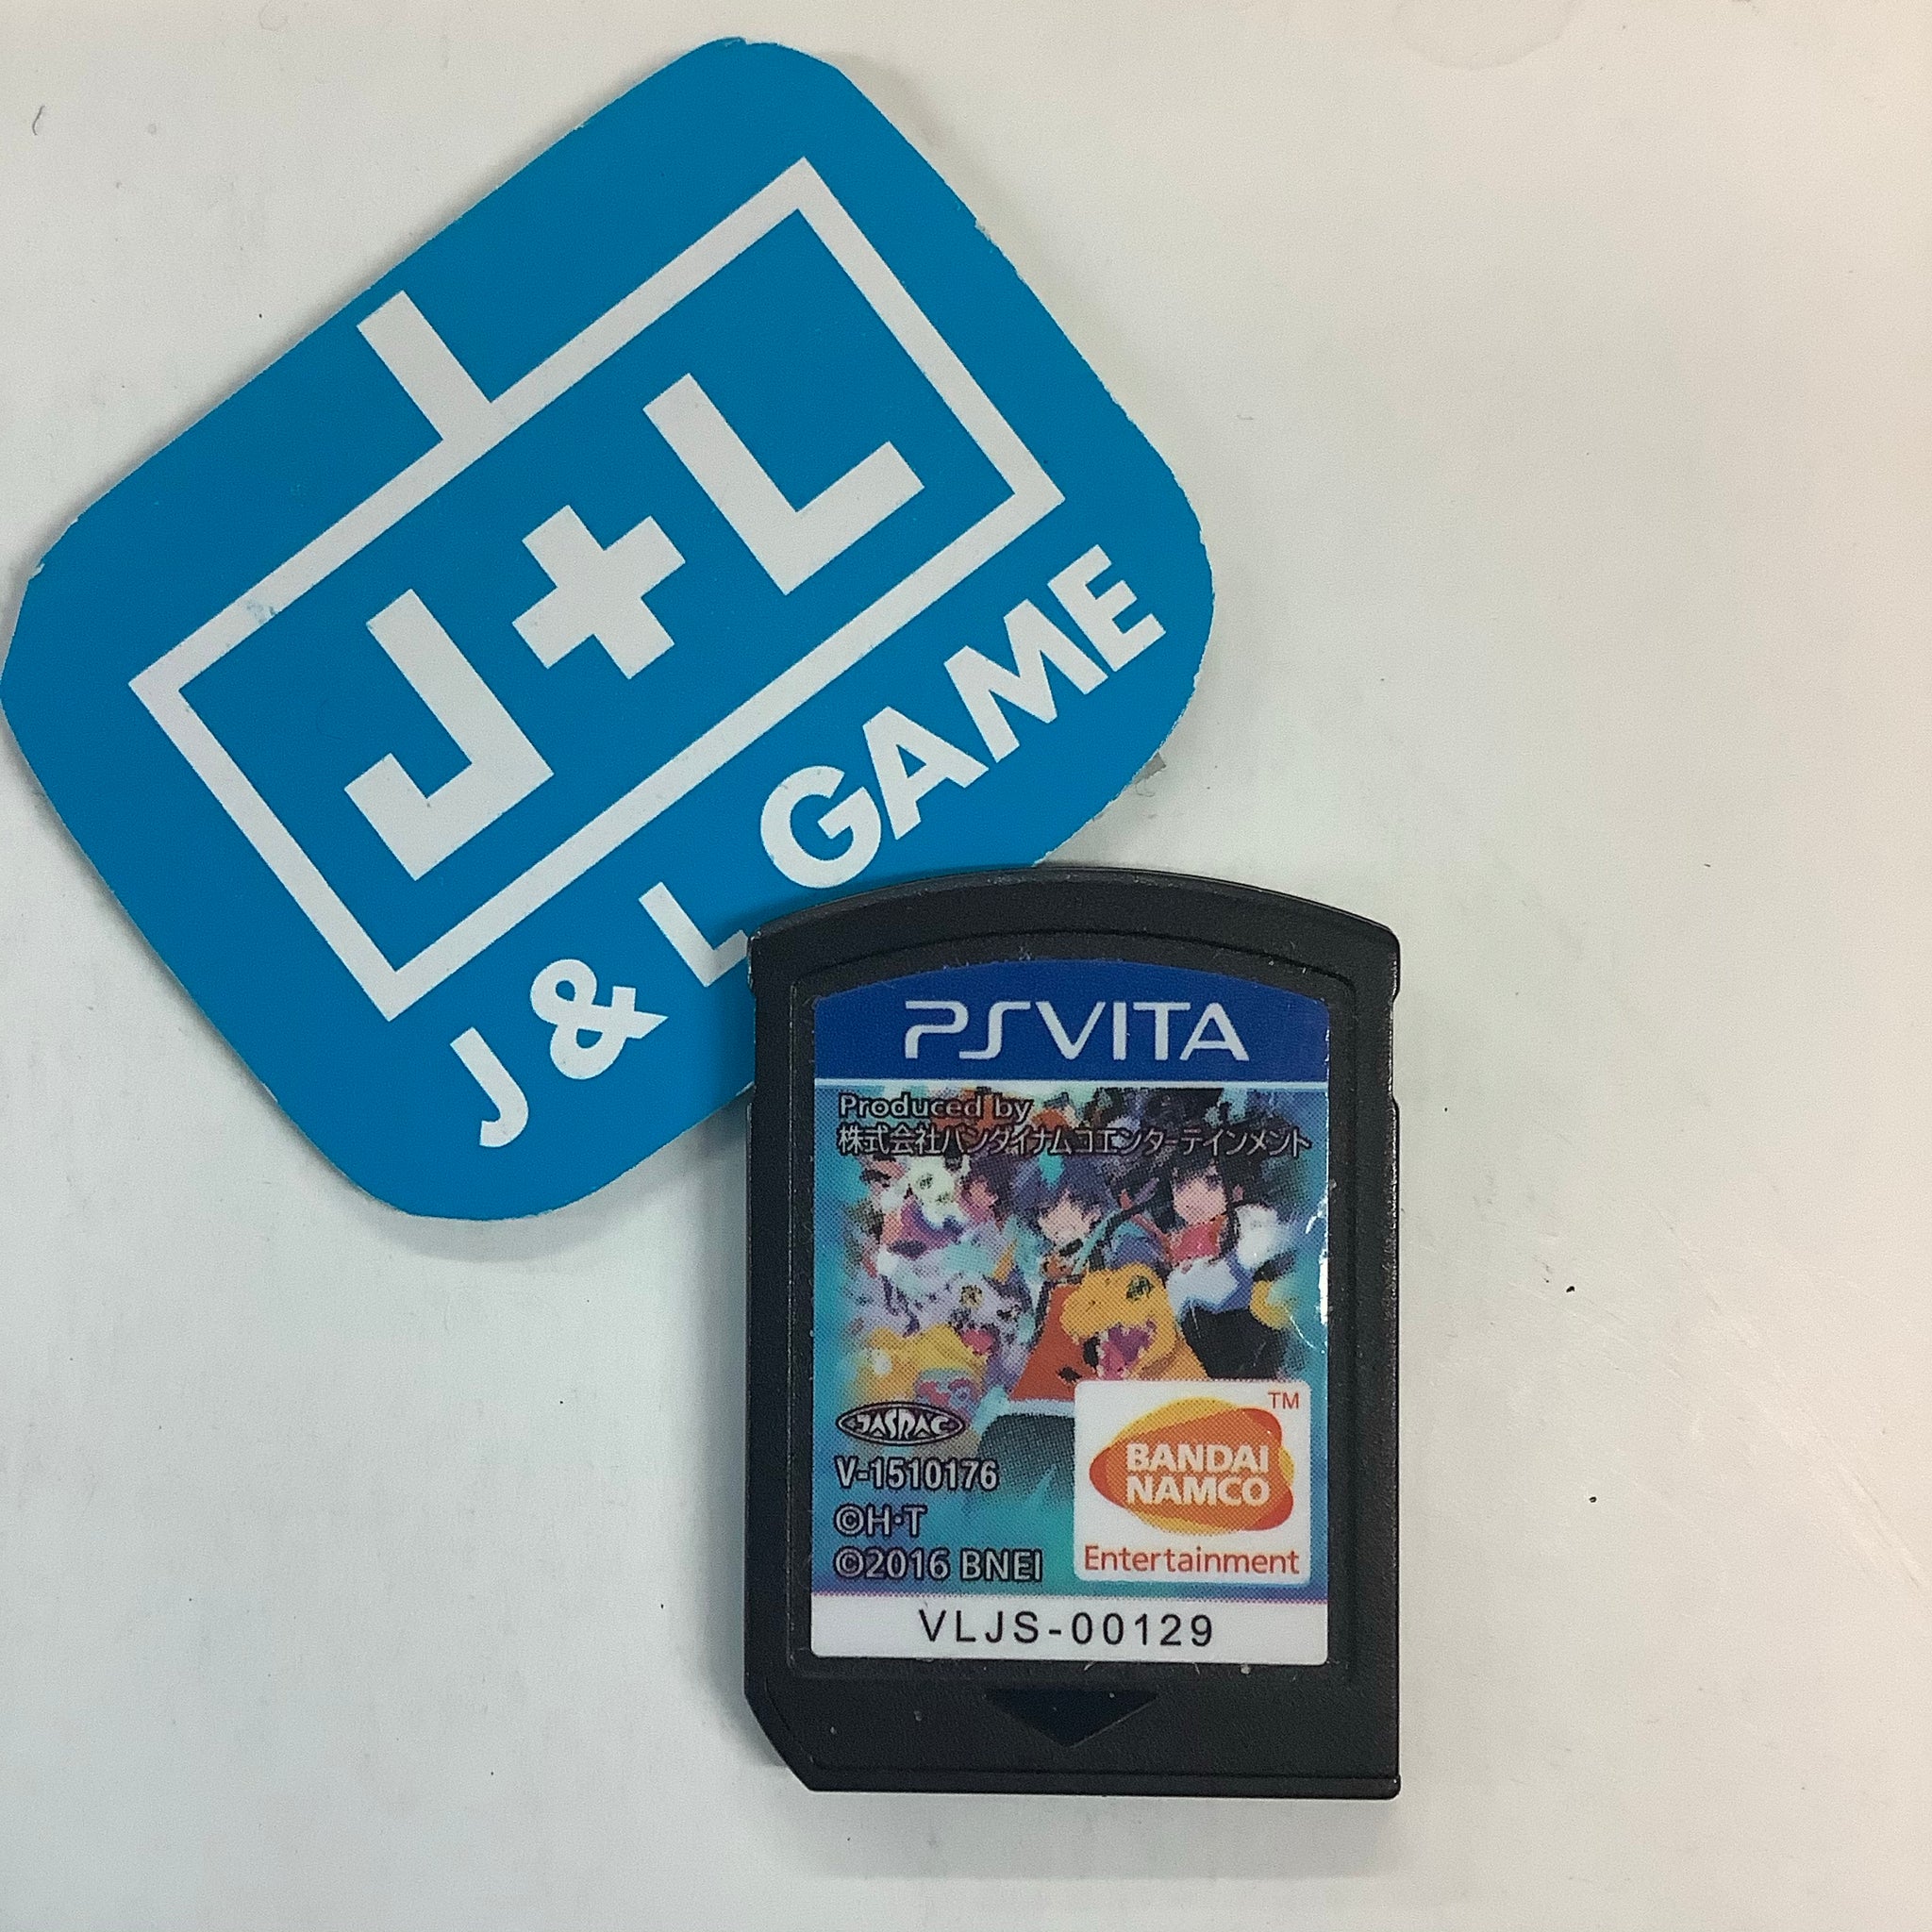 J+L
J & L GAME
PSVITA
Produced by
株式会社バンダイナムコエンターテインメント
JASRAC
V-1510176
©H·T
©2016 BNEI
TM
BANDAI
NAMCO
Entertainment
VLJS-00129